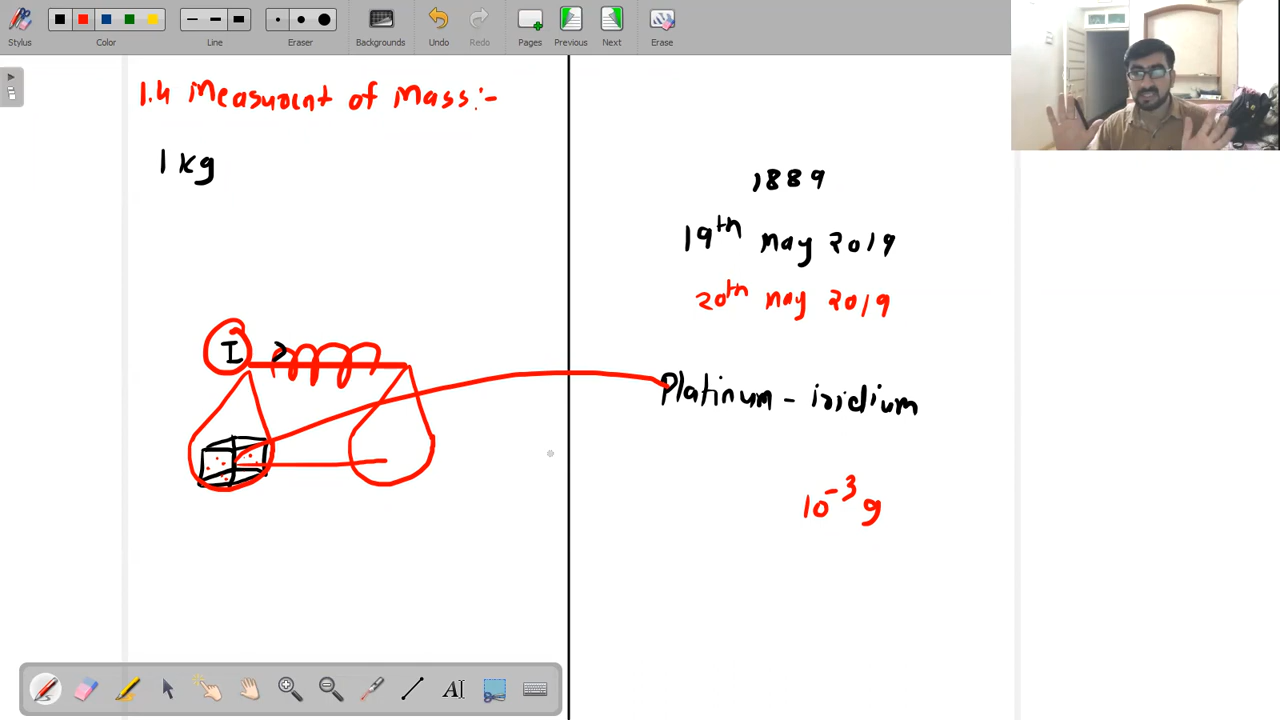 Stylus
Color
Line
Eraser
Backgrounds
Undo
Redo
Pages
Previous
Next
Erase
1.4 Measurment of Mass:-
1 kg
I
1889
19th may 2019
20th may 2019
Platinum - iridium
10-3 g